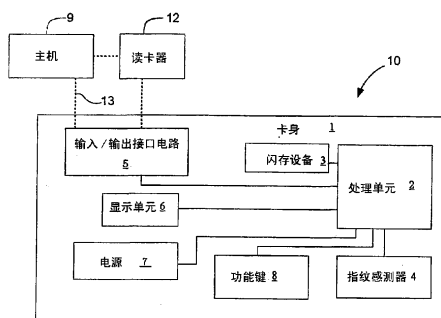 9
12
主机
读卡器
10
13
卡身 1
输入/输出接口电路
5
闪存设备 3
处理单元
2
显示单元 6
电源
7
功能键 8
指纹感测器 4